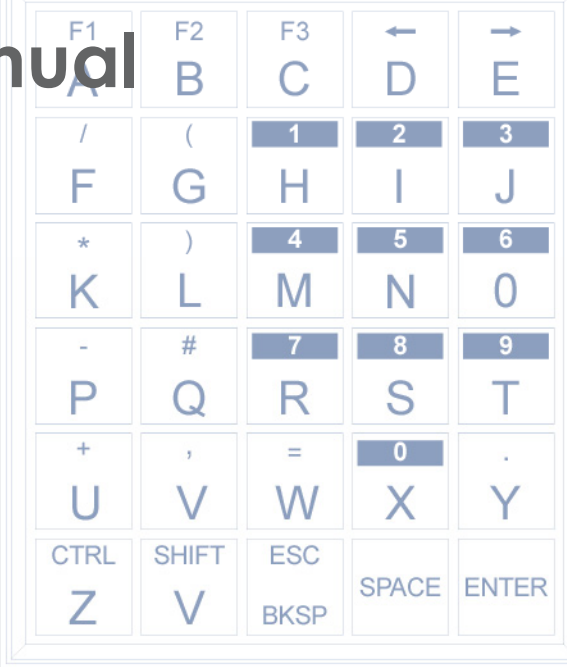 F1 F2 F3 ← →
nual
A B C D E
/ ( 1 2 3
F G H I J
* ) 4 5 6
K L M N 0
- # 7 8 9
P Q R S T
+ , = 0 .
U V W X Y
CTRL SHIFT ESC
SPACE ENTER
Z V BKSP